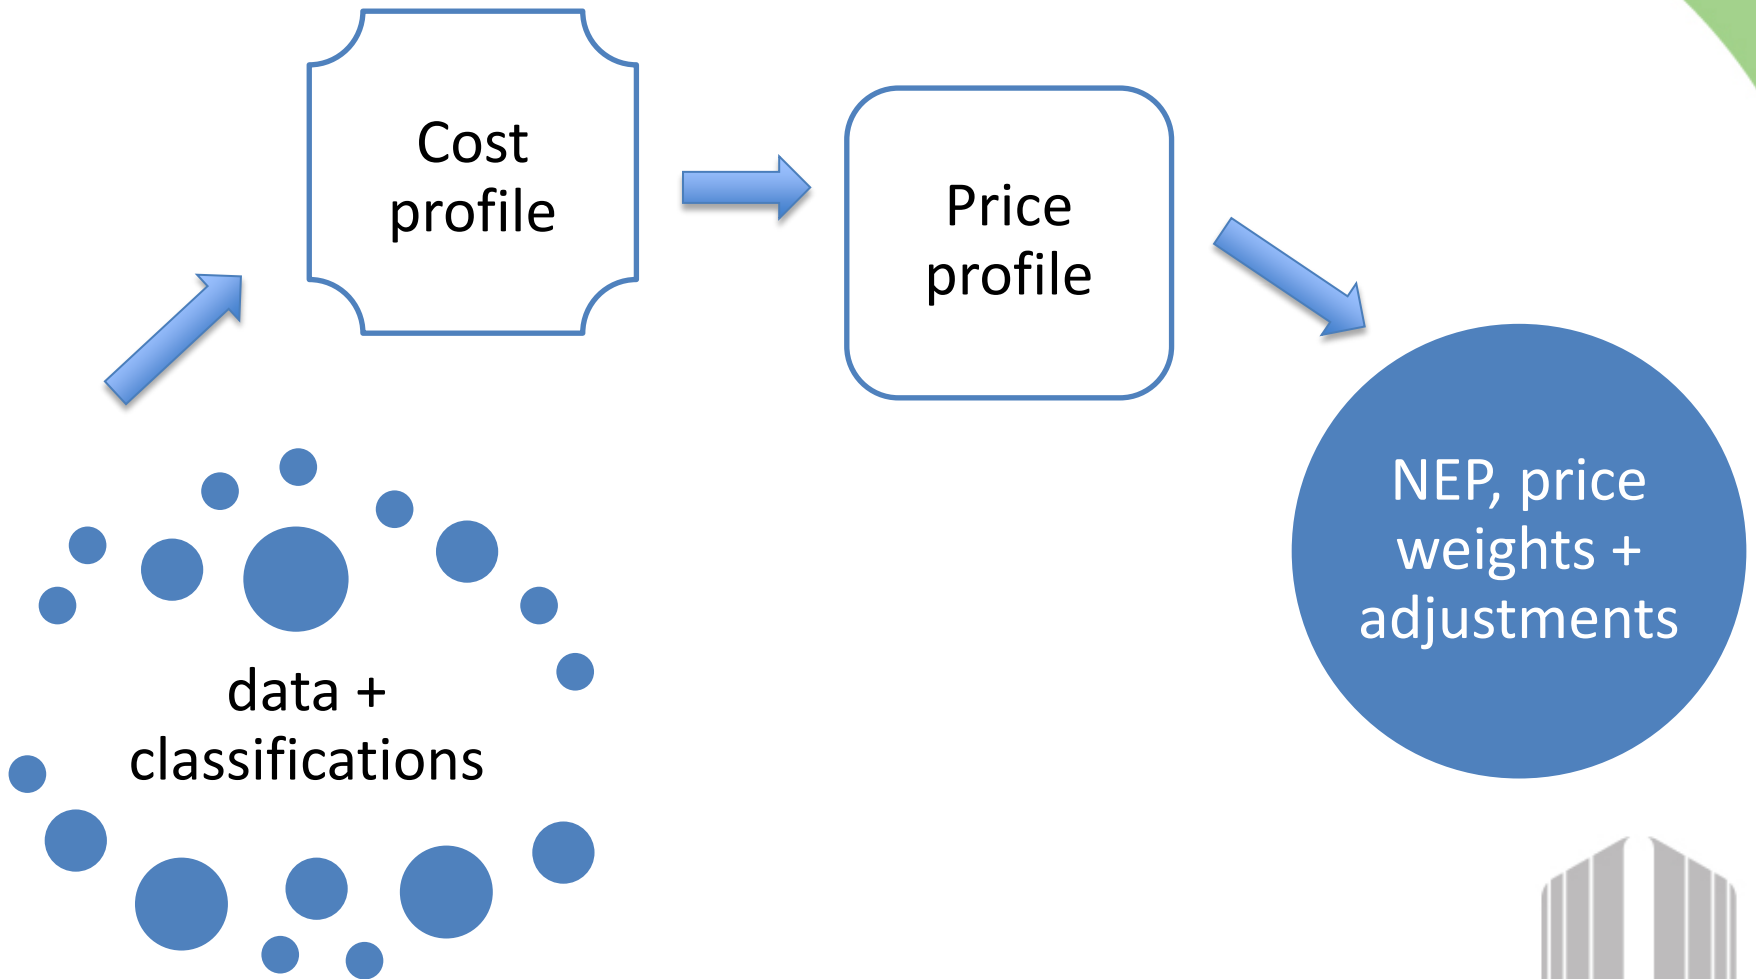 Cost
profile
Price
profile
NEP, price
weights +
adjustments
data +
classifications